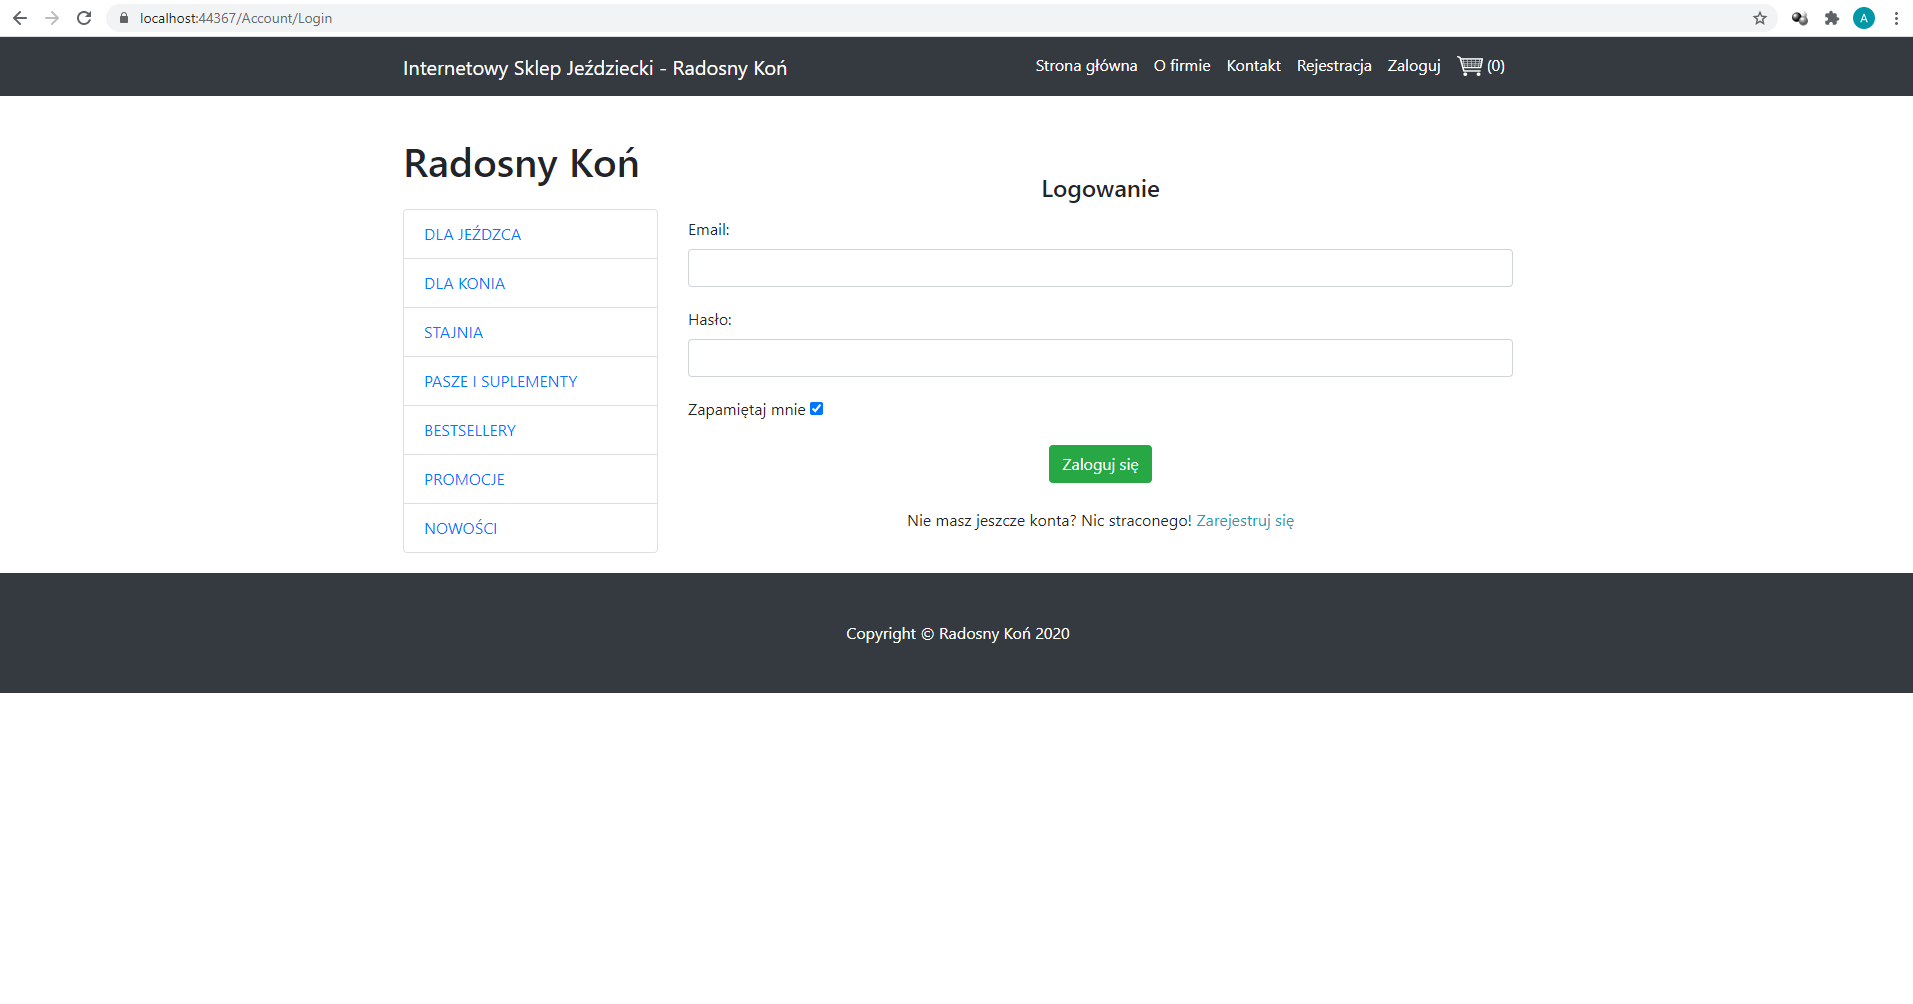 localhost:44367/Account/Login
A
Internetowy Sklep Jeździecki - Radosny Koń
Strona główna O firmie Kontakt Rejestracja Zaloguj (0)
Radosny Koń
DLA JEŹDZCA
DLA KONIA
STAJNIA
PASZE I SUPLEMENTY
BESTSELLERY
PROMOCJE
NOWOŚCI
Logowanie
Email:
Hasło:
Zapamiętaj mnie
Zaloguj się
Nie masz jeszcze konta? Nic straconego! Zarejestruj się
Copyright © Radosny Koń 2020